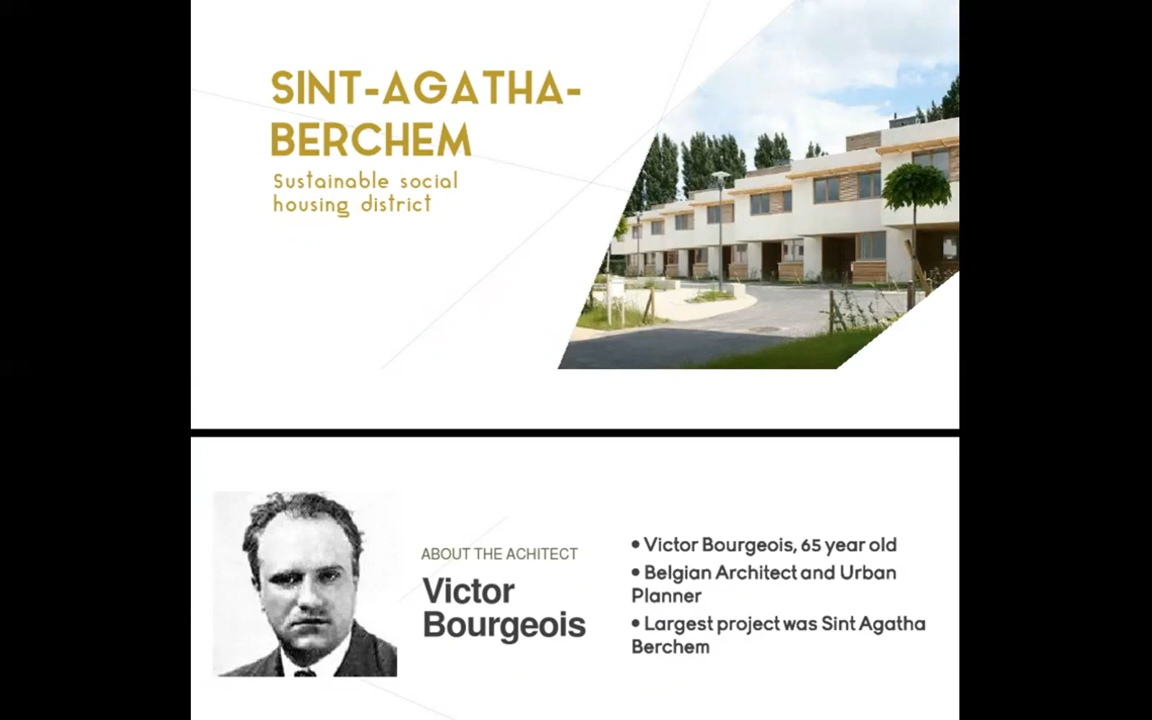 SINT-AGATHA-
BERCHEM
Sustainable social
housing district
ABOUT THE ACHITECT
Victor
Bourgeois
• Victor Bourgeois, 65 year old
• Belgian Architect and Urban
Planner
• Largest project was Sint Agatha
Berchem